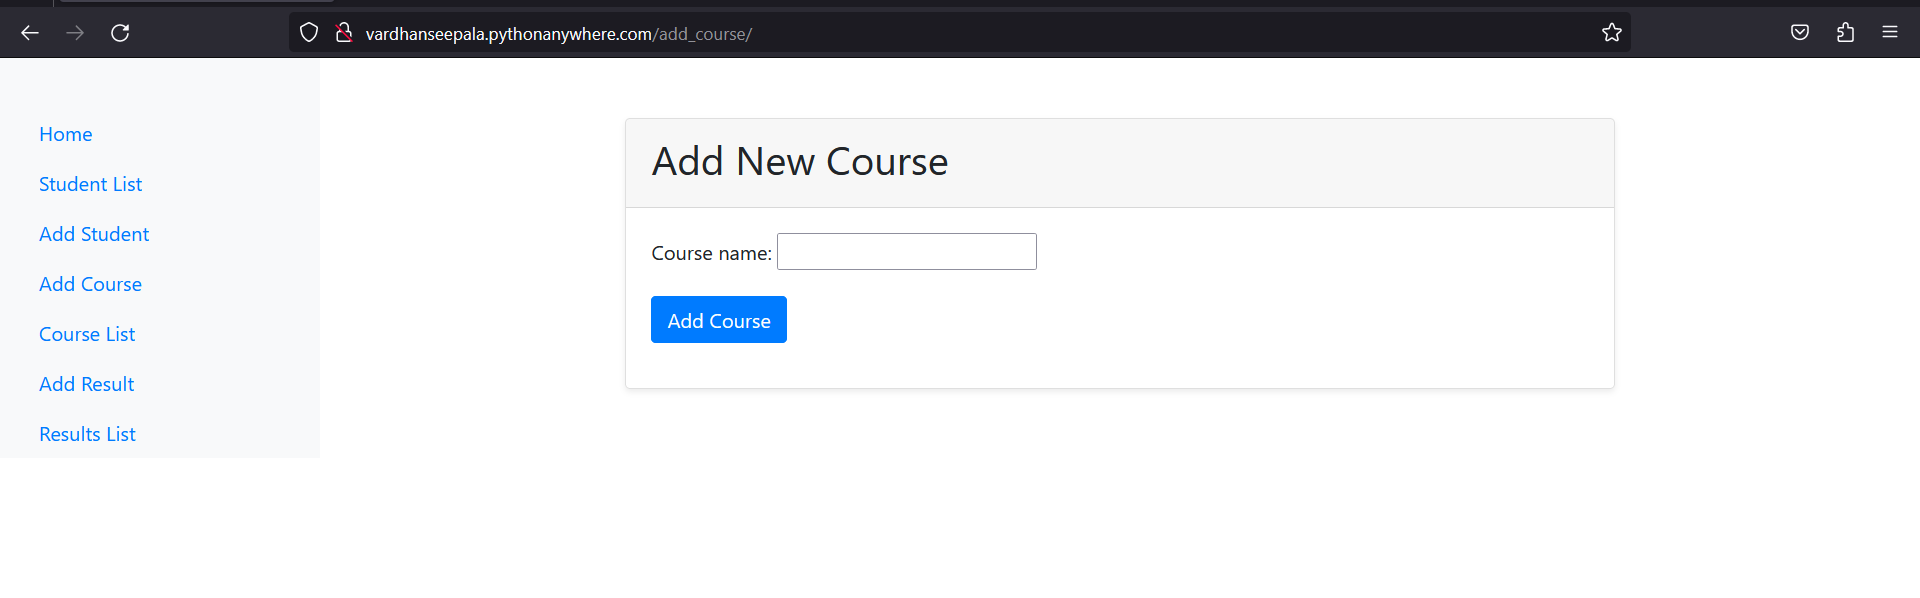 vardhanseepala.pythonanywhere.com/add_course/
Home
Student List
Add Student
Add Course
Course List
Add Result
Results List
Add New Course
Course name:
Add Course